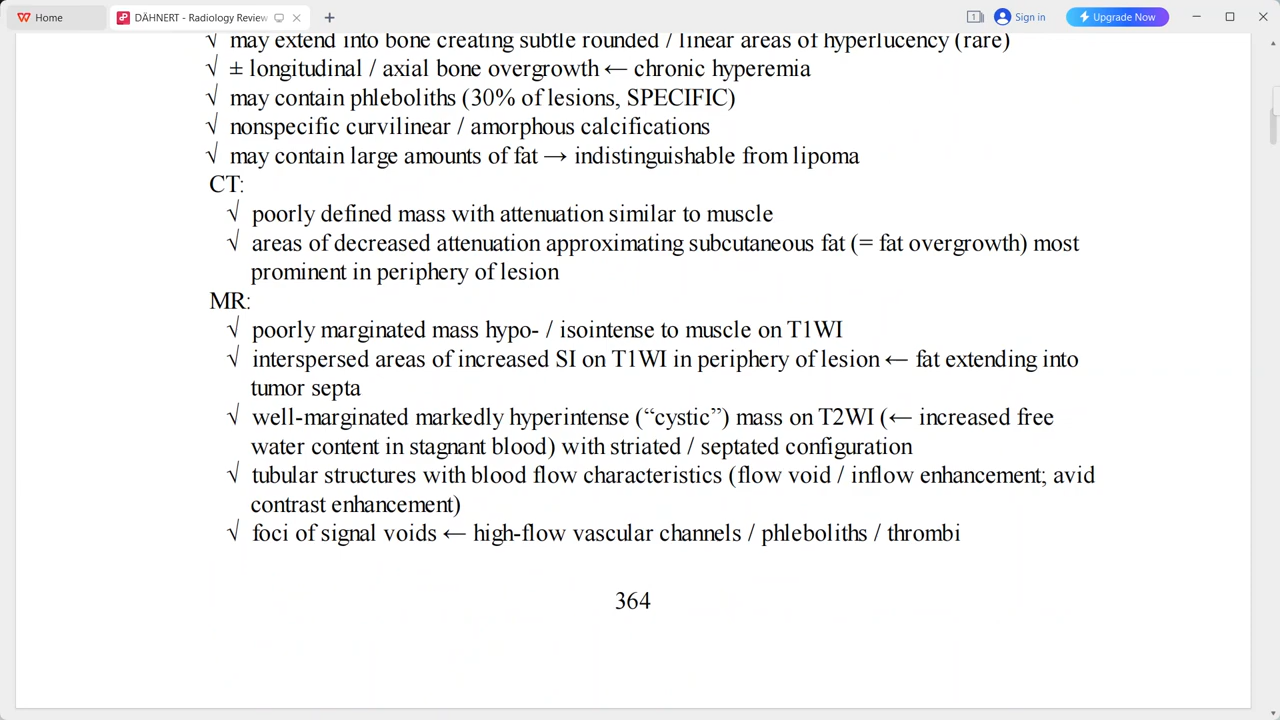 Home
DÄHNERT - Radiology Review
1
Sign in
Upgrade Now
√ may extend into bone creating subtle rounded / linear areas of hyperlucency (rare)
√ ± longitudinal / axial bone overgrowth ← chronic hyperemia
√ may contain phleboliths (30% of lesions, SPECIFIC)
√ nonspecific curvilinear / amorphous calcifications
√ may contain large amounts of fat → indistinguishable from lipoma
CT:
√ poorly defined mass with attenuation similar to muscle
√ areas of decreased attenuation approximating subcutaneous fat (= fat overgrowth) most
prominent in periphery of lesion
MR:
√ poorly marginated mass hypo- / isointense to muscle on T1WI
√ interspersed areas of increased SI on T1WI in periphery of lesion ← fat extending into
tumor septa
√ well-marginated markedly hyperintense (“cystic”) mass on T2WI (← increased free
water content in stagnant blood) with striated / septated configuration
√ tubular structures with blood flow characteristics (flow void / inflow enhancement; avid
contrast enhancement)
√ foci of signal voids ← high-flow vascular channels / phleboliths / thrombi
364